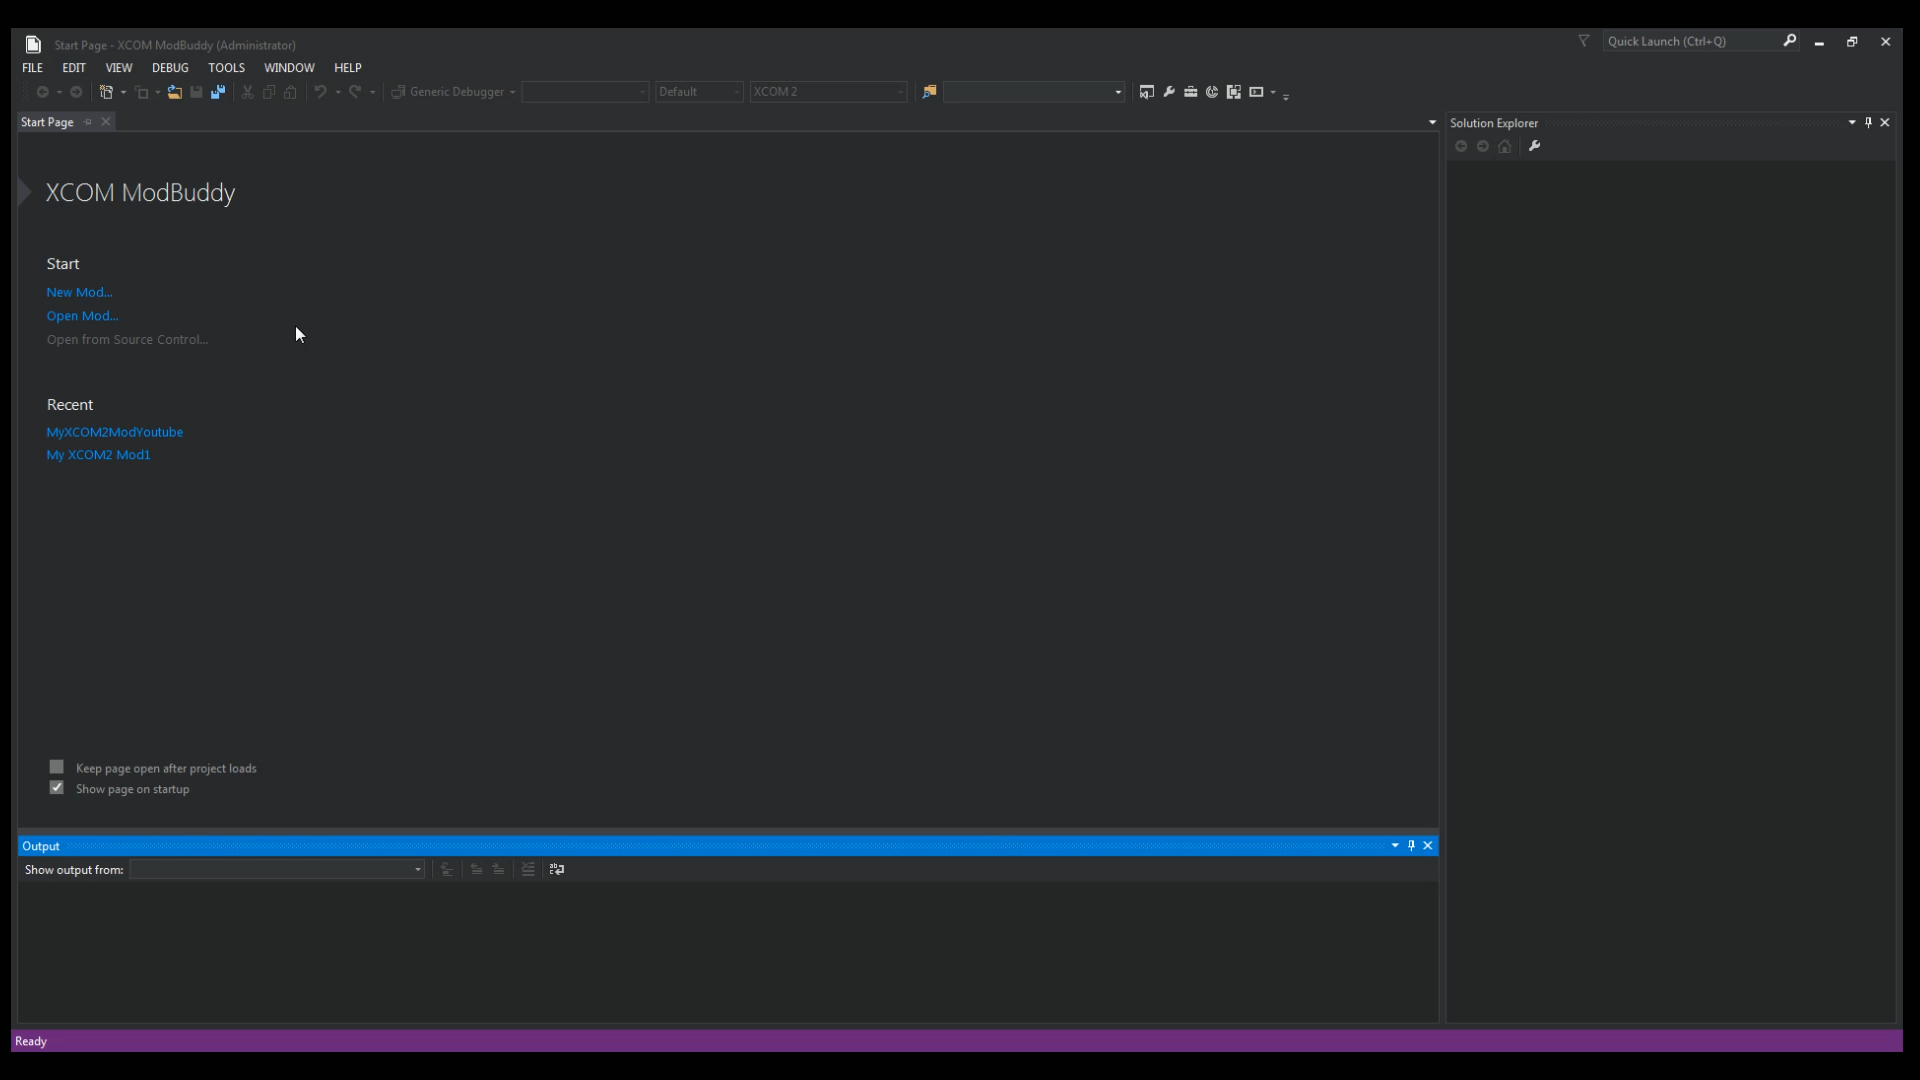 Start Page - XCOM ModBuddy (Administrator)
Quick Launch (Ctrl+Q)
FILE EDIT VIEW DEBUG TOOLS WINDOW HELP
Generic Debugger Default XCOM 2
Start Page
Solution Explorer
XCOM ModBuddy
Start
New Mod...
Open Mod...
Open from Source Control...
Recent
MyXCOM2ModYoutube
My XCOM2 Mod1
Keep page open after project loads
Show page on startup
Output
Show output from:
Ready